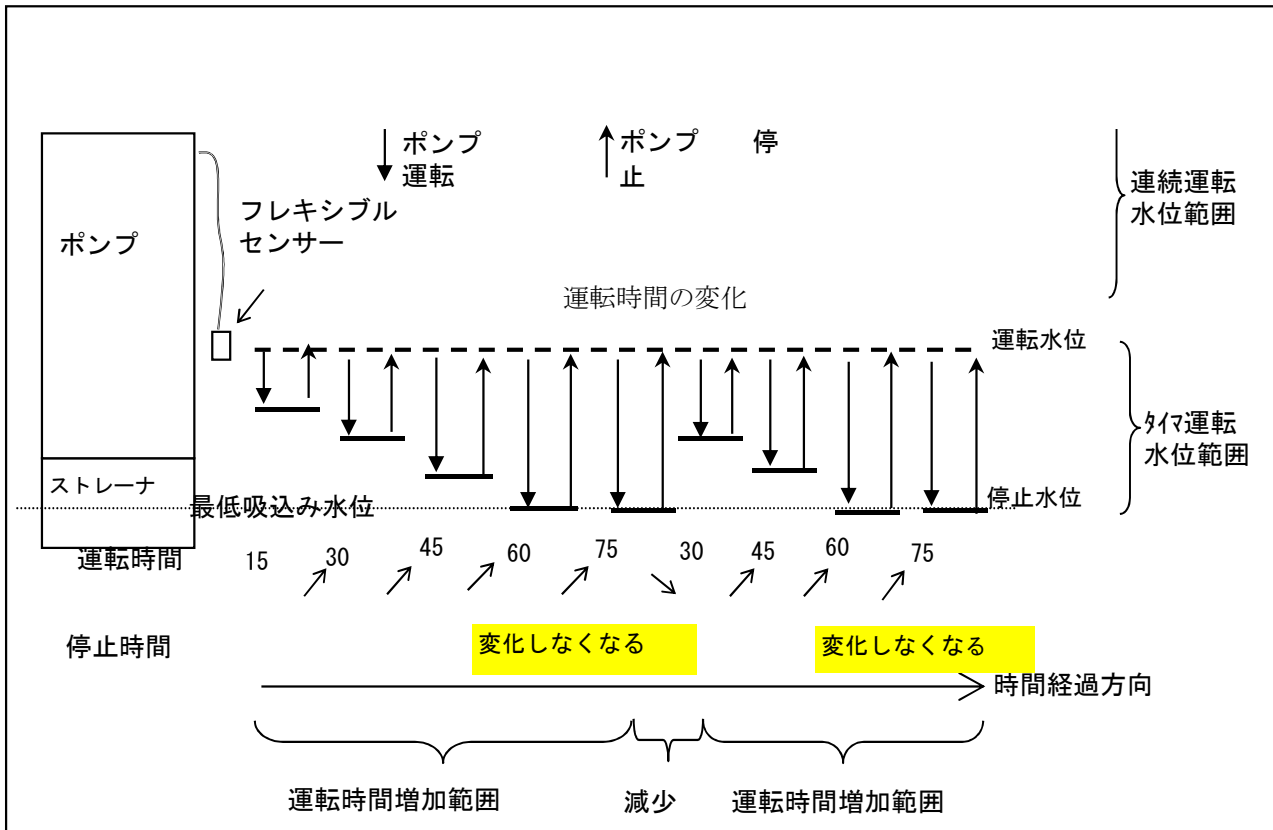 ポンプ
運転
ポンプ 停
止
連続運転
水位範囲
フレキシブル
センサー
ポンプ
運転時間の変化
運転水位
ﾀｲﾏ運転
水位範囲
ストレーナ
最低吸込み水位
停止水位
運転時間
15 30 45 60 75 30 45 60 75
停止時間
変化しなくなる
変化しなくなる
時間経過方向
運転時間増加範囲
減少
運転時間増加範囲